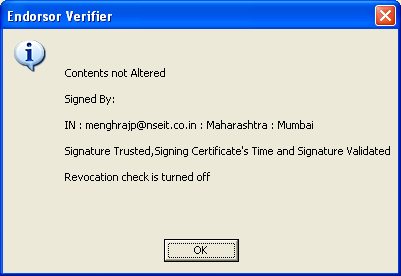 Endorsor Verifier
Contents not Altered
Signed By:
IN : menghrajp@nseit.co.in : Maharashtra : Mumbai
Signature Trusted,Signing Certificate's Time and Signature Validated
Revocation check is turned off
OK